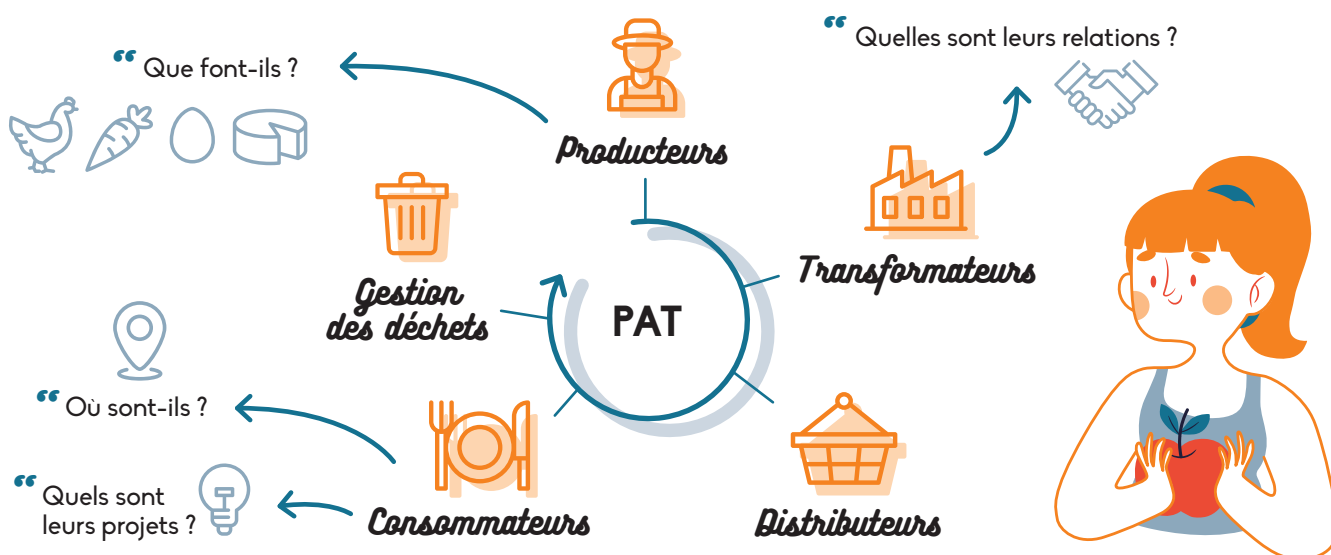 “ Quelles sont leurs relations ?
“ Que font-ils ?
Producteurs
Transformateurs
Gestion
des déchets
PAT
“ Où sont-ils ?
“ Quels sont
leurs projets ?
Consommateurs
Distributeurs